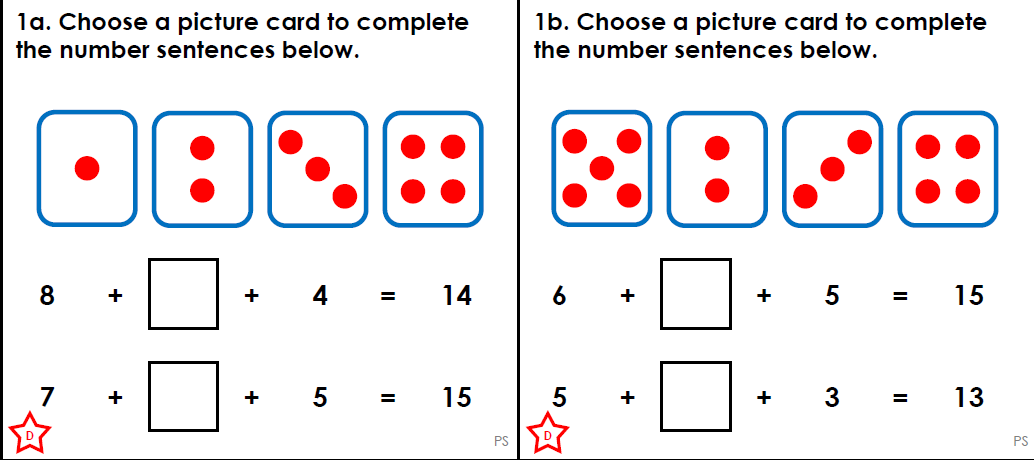 1a. Choose a picture card to complete
the number sentences below.
8 + + 4 = 14
7 + + 5 = 15
D
PS
1b. Choose a picture card to complete
the number sentences below.
6 + + 5 = 15
5 + + 3 = 13
D
PS